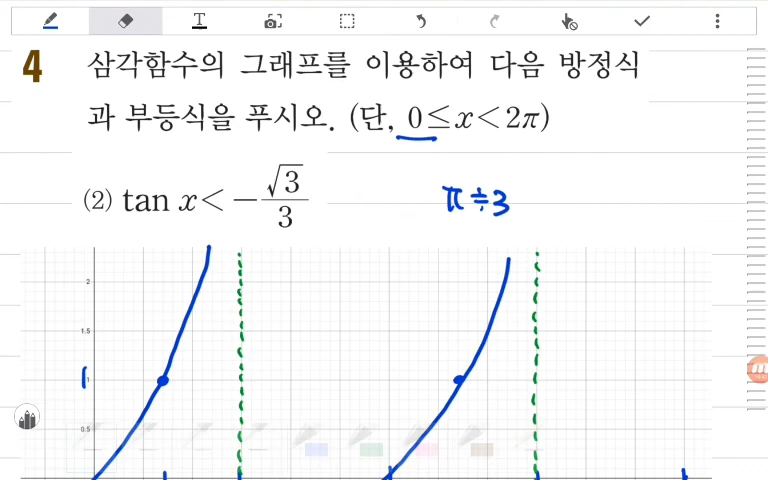 4 삼각함수의 그래프를 이용하여 다음 방정식
과 부등식을 푸시오. (단, 0≤x<2π)
(2) tan x < -√3/3
π÷3
2
1.5
1 1
0.5